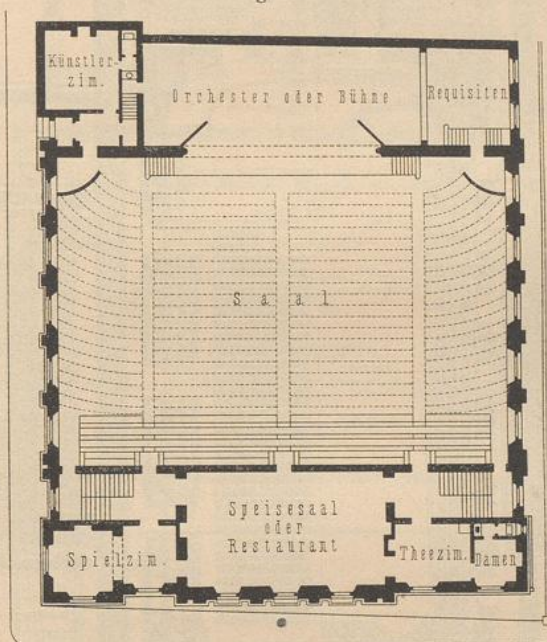 Künstler-
zim.
Orchester oder Bühne
Requisiten
Saal
Speisesaal
oder
Restaurant
Spielzim.
Theezim.
Damen